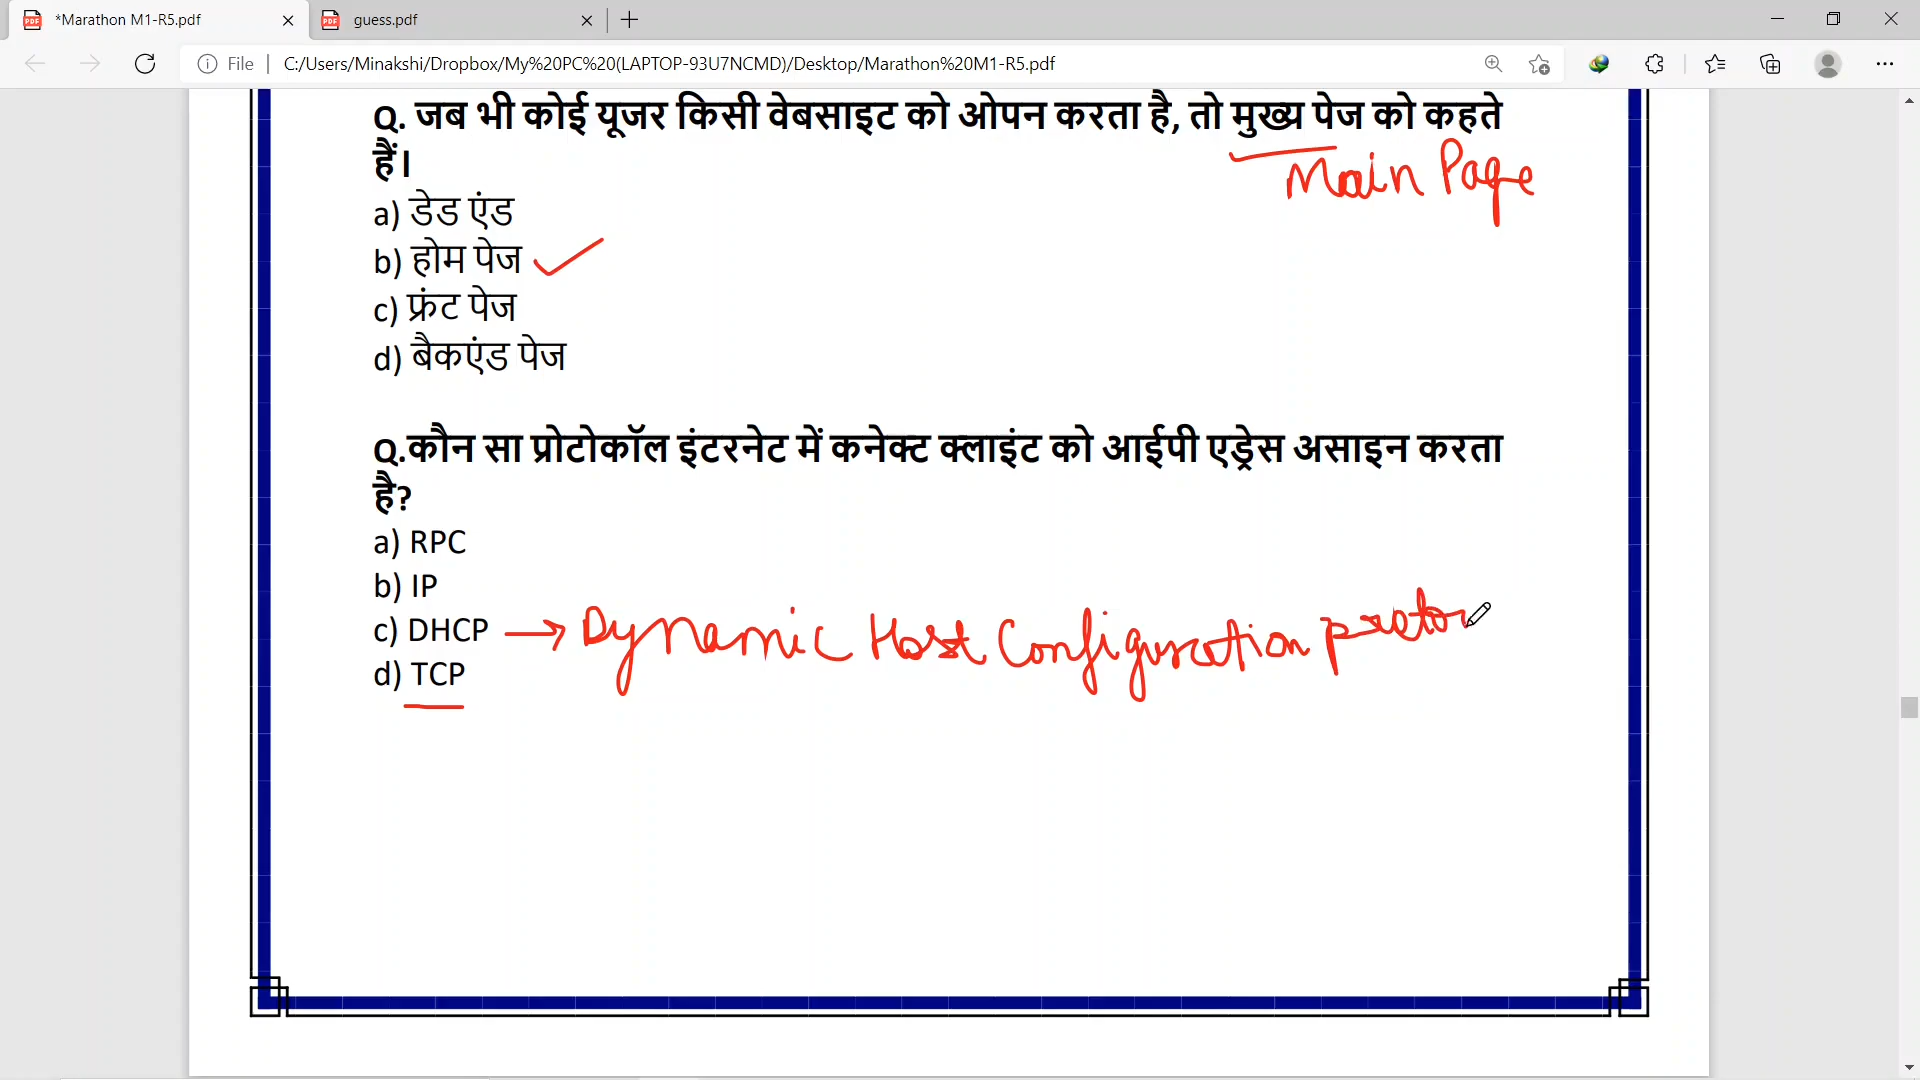 *Marathon M1-R5.pdf
guess.pdf
File
C:/Users/Minakshi/Dropbox/My%20PC%20(LAPTOP-93U7NCMD)/Desktop/Marathon%20M1-R5.pdf
Q. जब भी कोई यूजर किसी वेबसाइट को ओपन करता है, तो मुख्य पेज को कहते
हैं।
Main Page
a) डेड एंड
b) होम पेज
c) फ्रंट पेज
d) बैकएंड पेज
Q.कौन सा प्रोटोकॉल इंटरनेट में कनेक्ट क्लाइंट को आईपी एड्रेस असाइन करता
है?
a) RPC
b) IP
c) DHCP → Dynamic Host Configuration proto
d) TCP